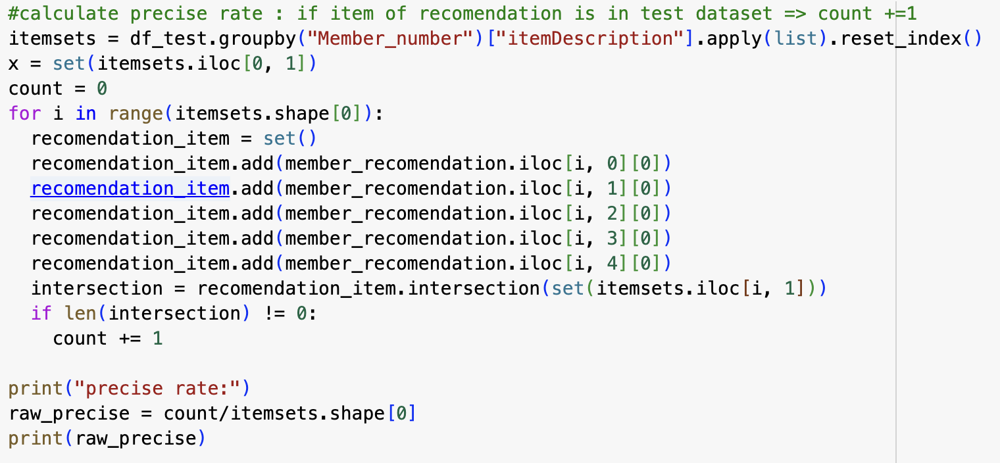 #calculate precise rate : if item of recomendation is in test dataset => count +=1
itemsets = df_test.groupby("Member_number")["itemDescription"].apply(list).reset_index()
x = set(itemsets.iloc[0, 1])
count = 0
for i in range(itemsets.shape[0]):
  recomendation_item = set()
  recomendation_item.add(member_recomendation.iloc[i, 0][0])
  recomendation_item.add(member_recomendation.iloc[i, 1][0])
  recomendation_item.add(member_recomendation.iloc[i, 2][0])
  recomendation_item.add(member_recomendation.iloc[i, 3][0])
  recomendation_item.add(member_recomendation.iloc[i, 4][0])
  intersection = recomendation_item.intersection(set(itemsets.iloc[i, 1]))
  if len(intersection) != 0:
    count += 1

print("precise rate:")
raw_precise = count/itemsets.shape[0]
print(raw_precise)